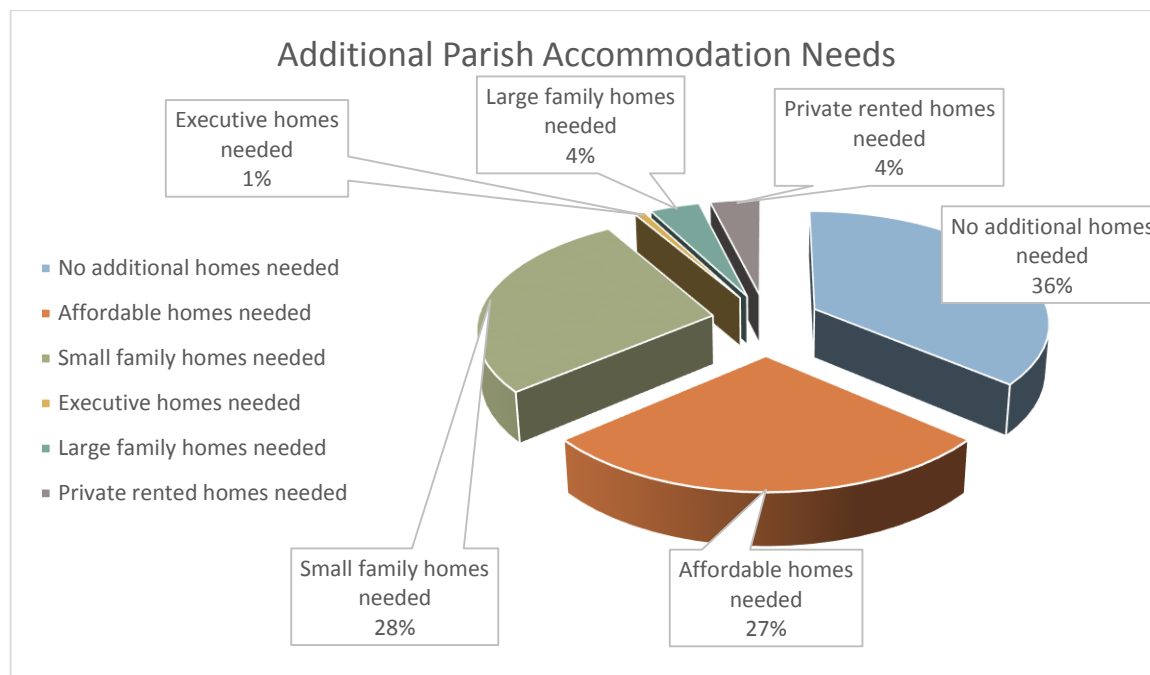 Additional Parish Accommodation Needs
Executive homes
needed
1%
Large family homes
needed
4%
Private rented homes
needed
4%
No additional homes
needed
36%
No additional homes needed
Affordable homes needed
Small family homes needed
Executive homes needed
Large family homes needed
Private rented homes needed
Small family homes
needed
28%
Affordable homes
needed
27%